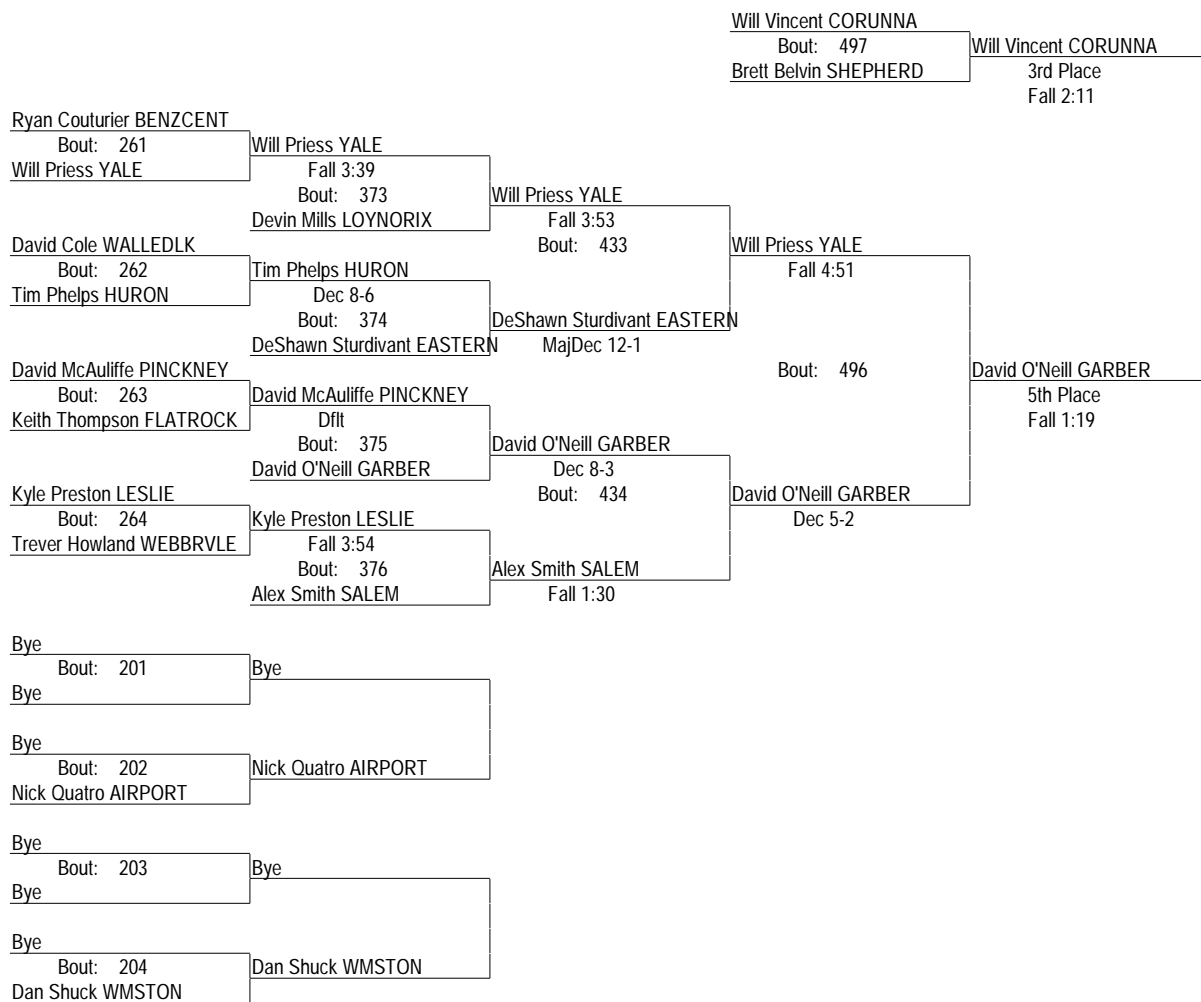 Will Vincent CORUNNA
Bout: 497
Will Vincent CORUNNA
Brett Belvin SHEPHERD
3rd Place
Fall 2:11
Ryan Couturier BENZCENT
Bout: 261
Will Priess YALE
Will Priess YALE
Fall 3:39
Bout: 373
Will Priess YALE
Devin Mills LOYNORIX
Fall 3:53
David Cole WALLEDLK
Bout: 433
Will Priess YALE
Bout: 262
Tim Phelps HURON
Fall 4:51
Tim Phelps HURON
Dec 8-6
Bout: 374
DeShawn Sturdivant EASTERN
DeShawn Sturdivant EASTERN
MajDec 12-1
David McAuliffe PINCKNEY
Bout: 496
David O'Neill GARBER
Bout: 263
David McAuliffe PINCKNEY
5th Place
Keith Thompson FLATROCK
Dflt
Fall 1:19
Bout: 375
David O'Neill GARBER
David O'Neill GARBER
Dec 8-3
Kyle Preston LESLIE
Bout: 434
David O'Neill GARBER
Bout: 264
Kyle Preston LESLIE
Dec 5-2
Trever Howland WEBBRVLE
Fall 3:54
Bout: 376
Alex Smith SALEM
Alex Smith SALEM
Fall 1:30
Bye
Bout: 201
Bye
Bye
Bye
Bout: 202
Nick Quatro AIRPORT
Nick Quatro AIRPORT
Bye
Bout: 203
Bye
Bye
Bye
Bout: 204
Dan Shuck WMSTON
Dan Shuck WMSTON